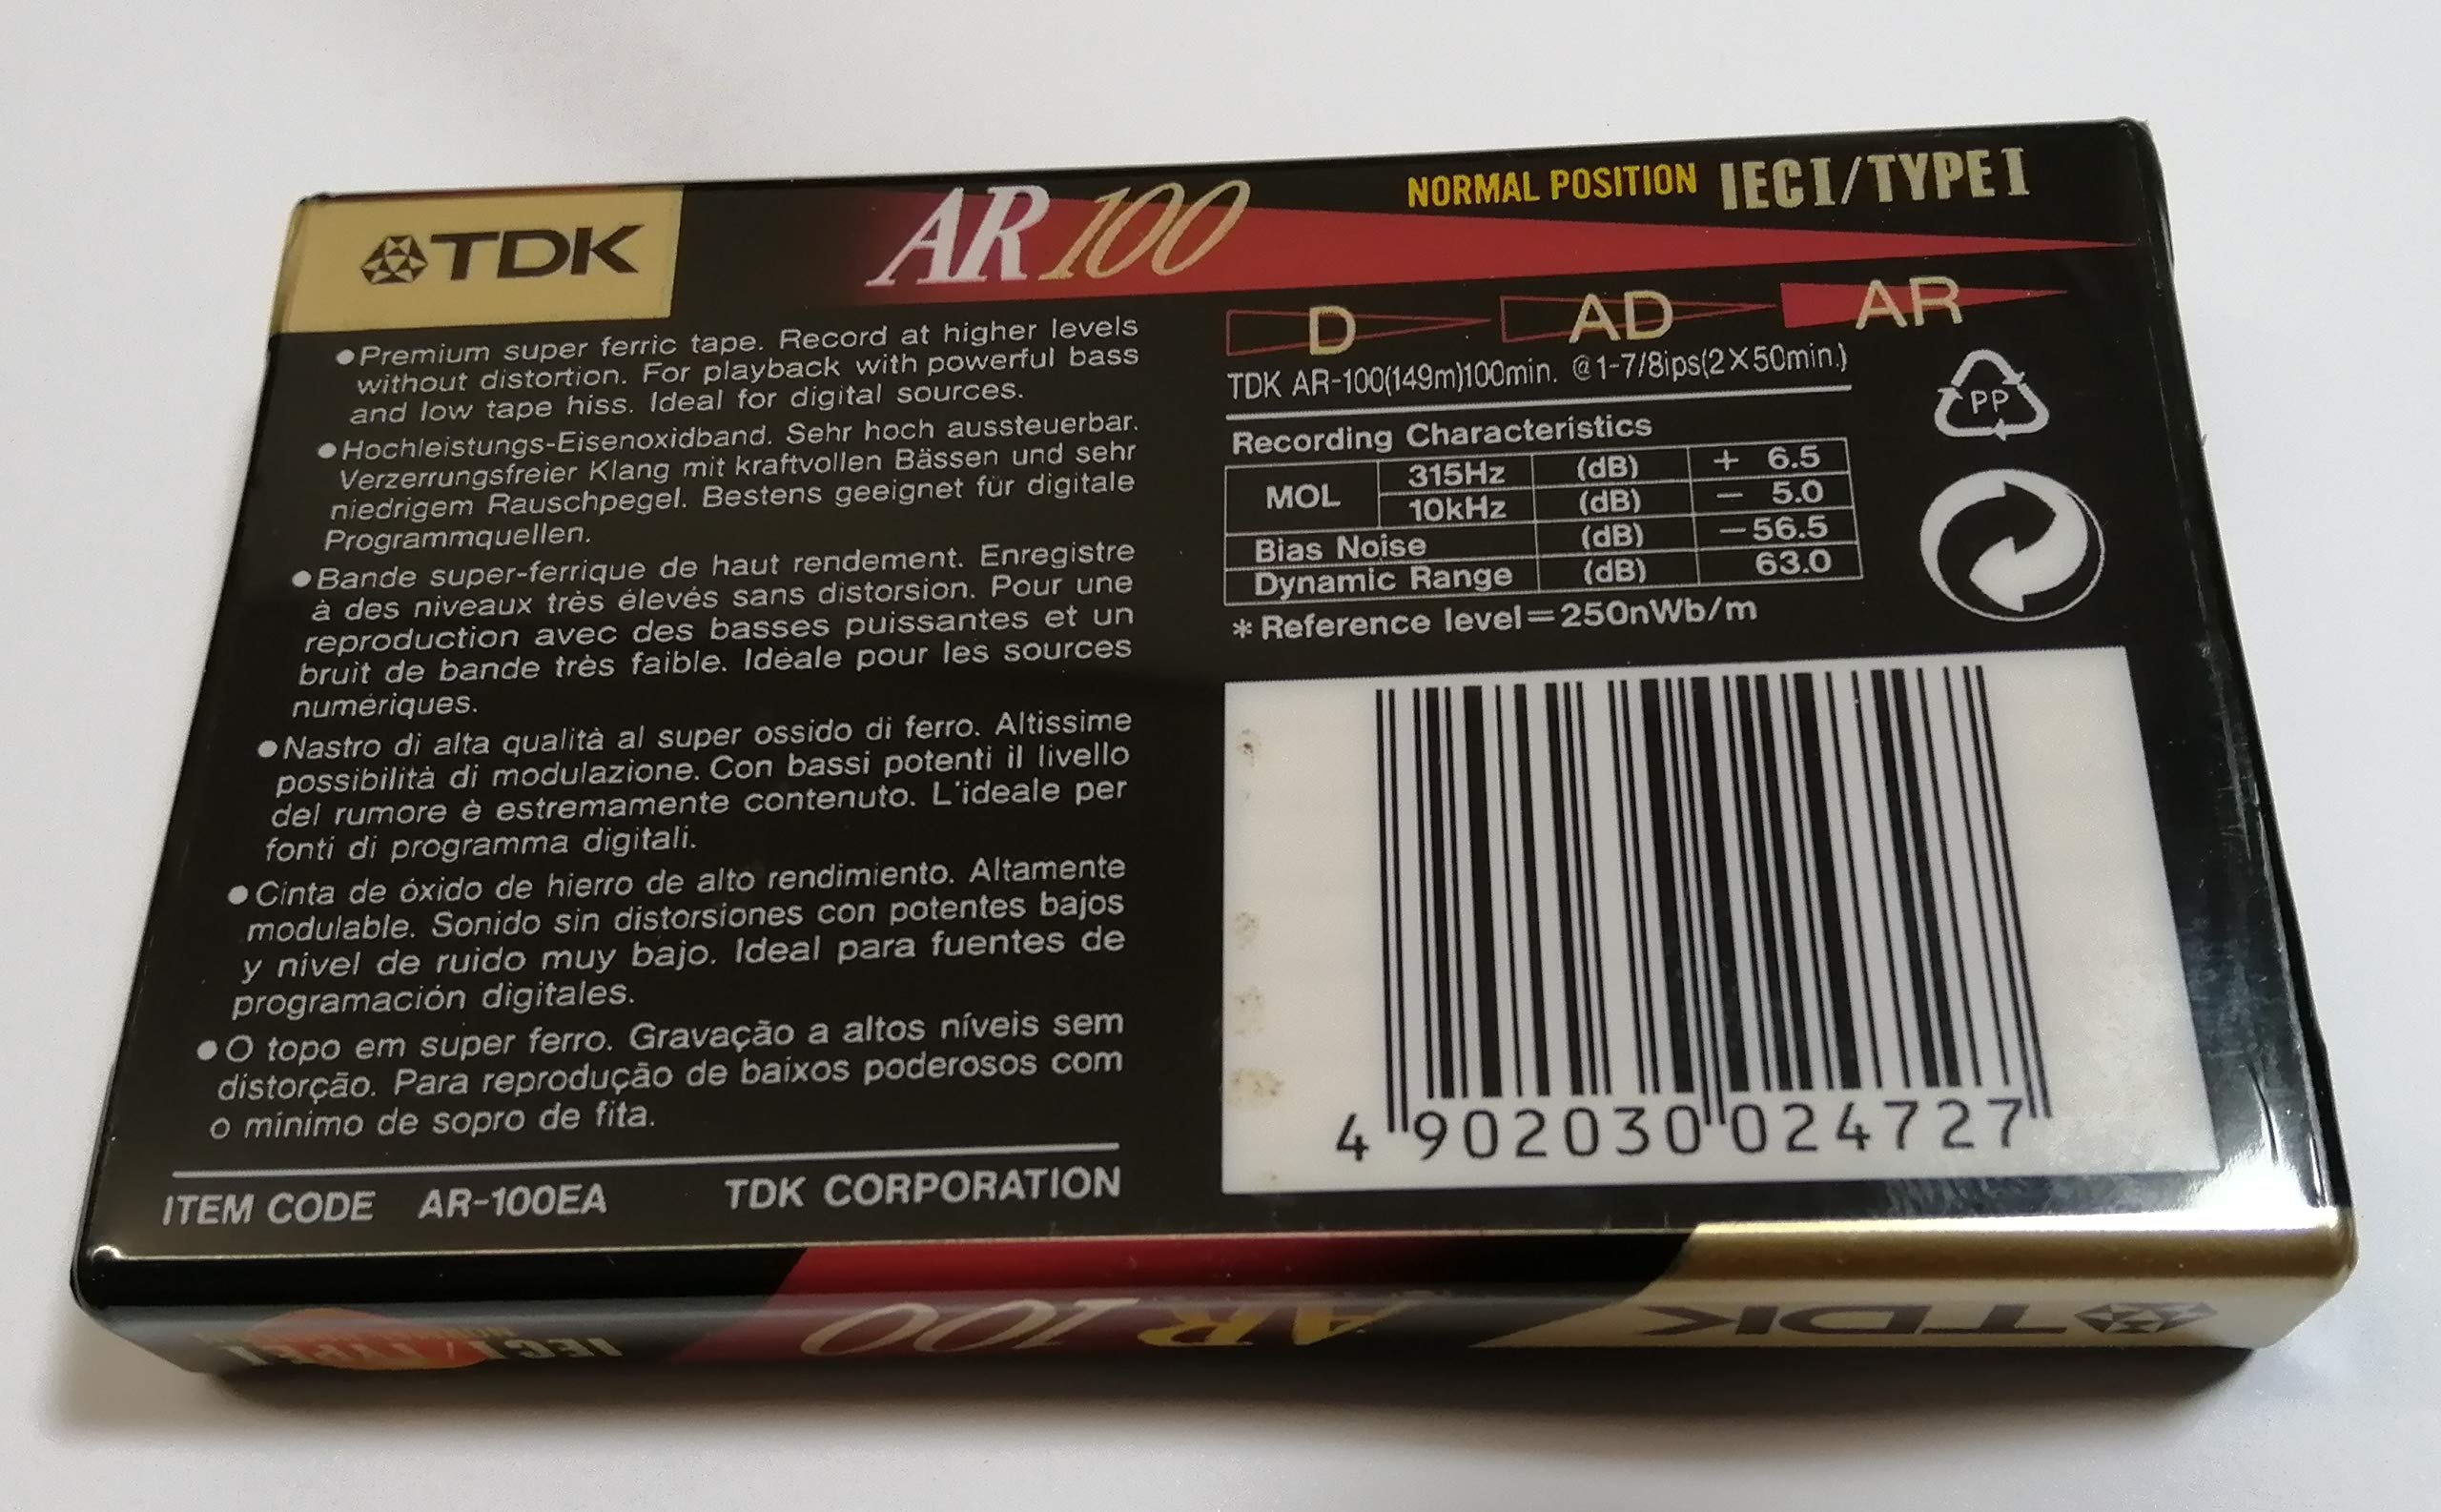 TDK
AR 100
NORMAL POSITION IEC I/TYPE I
●Premium super ferric tape. Record at higher levels
without distortion. For playback with powerful bass
and low tape hiss. Ideal for digital sources.
●Hochleistungs-Eisenoxidband. Sehr hoch aussteuerbar.
Verzerrungsfreier Klang mit kraftvollen Bässen und sehr
niedrigem Rauschpegel. Bestens geeignet für digitale
Programmquellen.
●Bande super-ferrique de haut rendement. Enregistre
à des niveaux très élevés sans distorsion. Pour une
reproduction avec des basses puissantes et un
bruit de bande très faible. Idéale pour les sources
numériques.
●Nastro di alta qualità al super ossido di ferro. Altissime
possibilità di modulazione. Con bassi potenti il livello
del rumore è estremamente contenuto. L'ideale per
fonti di programma digitali.
●Cinta de óxido de hierro de alto rendimiento. Altamente
modulable. Sonido sin distorsiones con potentes bajos
y nivel de ruido muy bajo. Ideal para fuentes de
programación digitales.
●O topo em super ferro. Gravação a altos níveis sem
distorção. Para reprodução de baixos poderosos com
o mínimo de sopro de fita.
ITEM CODE AR-100EA TDK CORPORATION
D AD AR
TDK AR-100(149m)100min. @1-7/8ips(2X50min.)
PP
Recording Characteristics
MOL 315Hz (dB) + 6.5
10kHz (dB) − 5.0
Bias Noise (dB) −56.5
Dynamic Range (dB) 63.0
*Reference level=250nWb/m
4 902030 024727
TDK
AR 100
IEC I/TYPE I